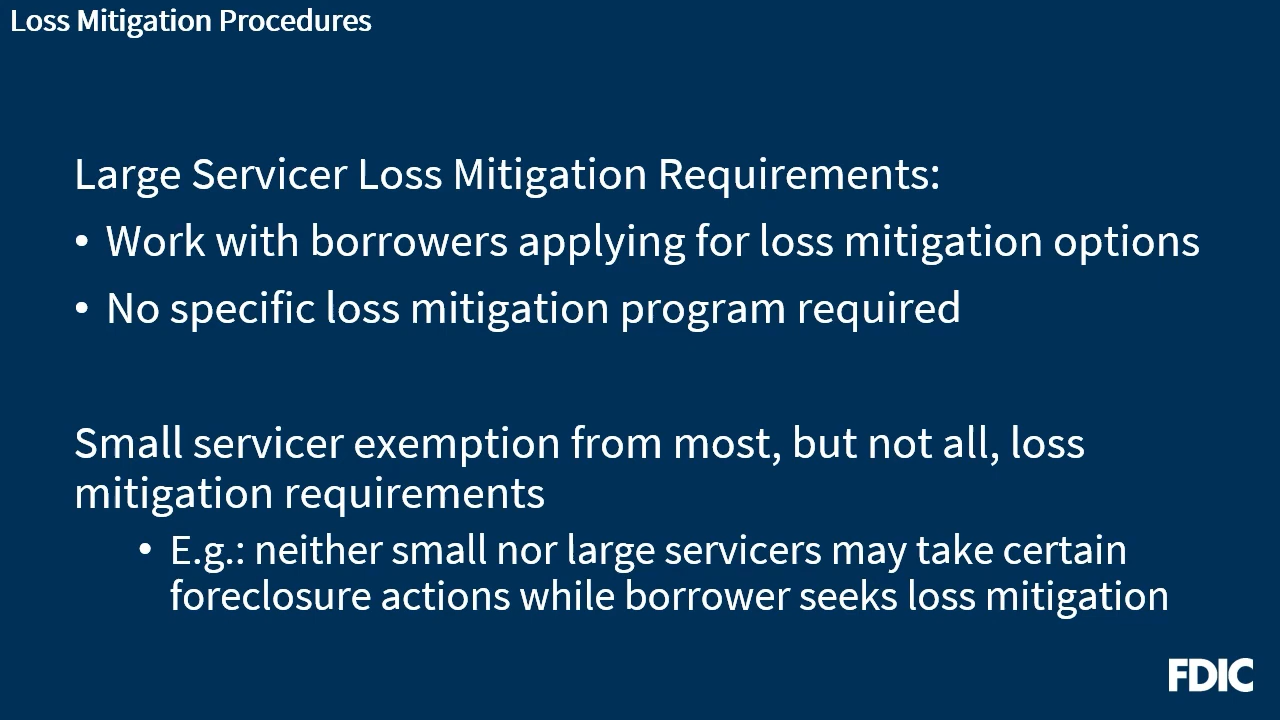 Loss Mitigation Procedures
Large Servicer Loss Mitigation Requirements:
• Work with borrowers applying for loss mitigation options
• No specific loss mitigation program required
Small servicer exemption from most, but not all, loss
mitigation requirements
• E.g.: neither small nor large servicers may take certain
foreclosure actions while borrower seeks loss mitigation
FDIC